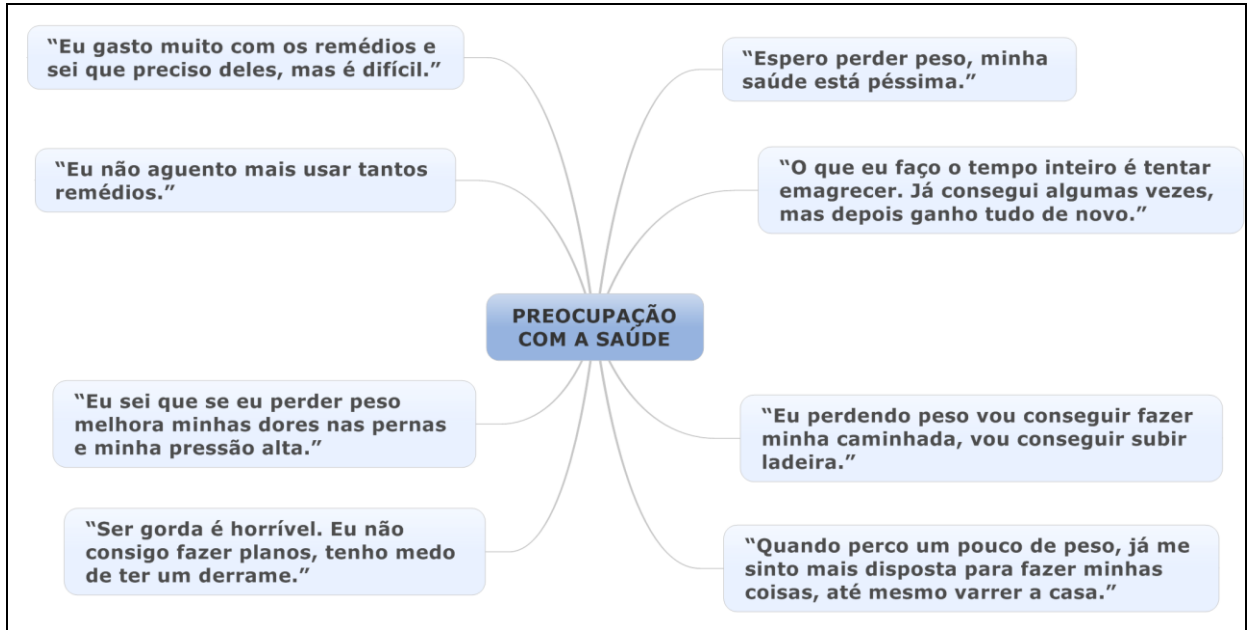 “Eu gasto muito com os remédios e
sei que preciso deles, mas é difícil.”
“Eu não aguento mais usar tantos
remédios.”
“Eu sei que se eu perder peso
melhora minhas dores nas pernas
e minha pressão alta.”
“Ser gorda é horrível. Eu não
consigo fazer planos, tenho medo
de ter um derrame.”
PREOCUPAÇÃO
COM A SAÚDE
“Espero perder peso, minha
saúde está péssima.”
“O que eu faço o tempo inteiro é tentar
emagrecer. Já consegui algumas vezes,
mas depois ganho tudo de novo.”
“Eu perdendo peso vou conseguir fazer
minha caminhada, vou conseguir subir
ladeira.”
“Quando perco um pouco de peso, já me
sinto mais disposta para fazer minhas
coisas, até mesmo varrer a casa.”